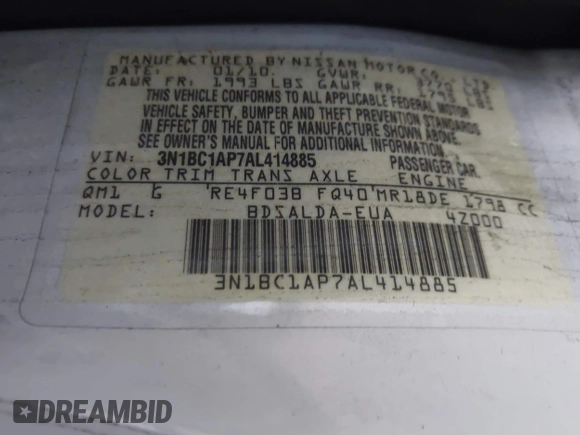 MANUFACTURED BY NISSAN MOTOR CO., LTD
DATE: 01/10. GVWR:
GAWR FR: 1993 LBS GAWR RR: LBS
THIS VEHICLE CONFORMS TO ALL APPLICABLE FEDERAL MOTOR
VEHICLE SAFETY, BUMPER AND THEFT PREVENTION STANDARDS
IN EFFECT ON THE DATE OF MANUFACTURE SHOWN ABOVE.
SEE OWNER'S MANUAL FOR ADDITIONAL INFORMATION.
VIN: 3N1BC1AP7AL414885 PASSENGER CAR.
COLOR TRIM TRANS AXLE ENGINE
QM1 G RE4F03B FQ40 MR18DE 1798 CC
MODEL: BDSALDA-EUA 4Z000
3N1BC1AP7AL414885
DREAMBID